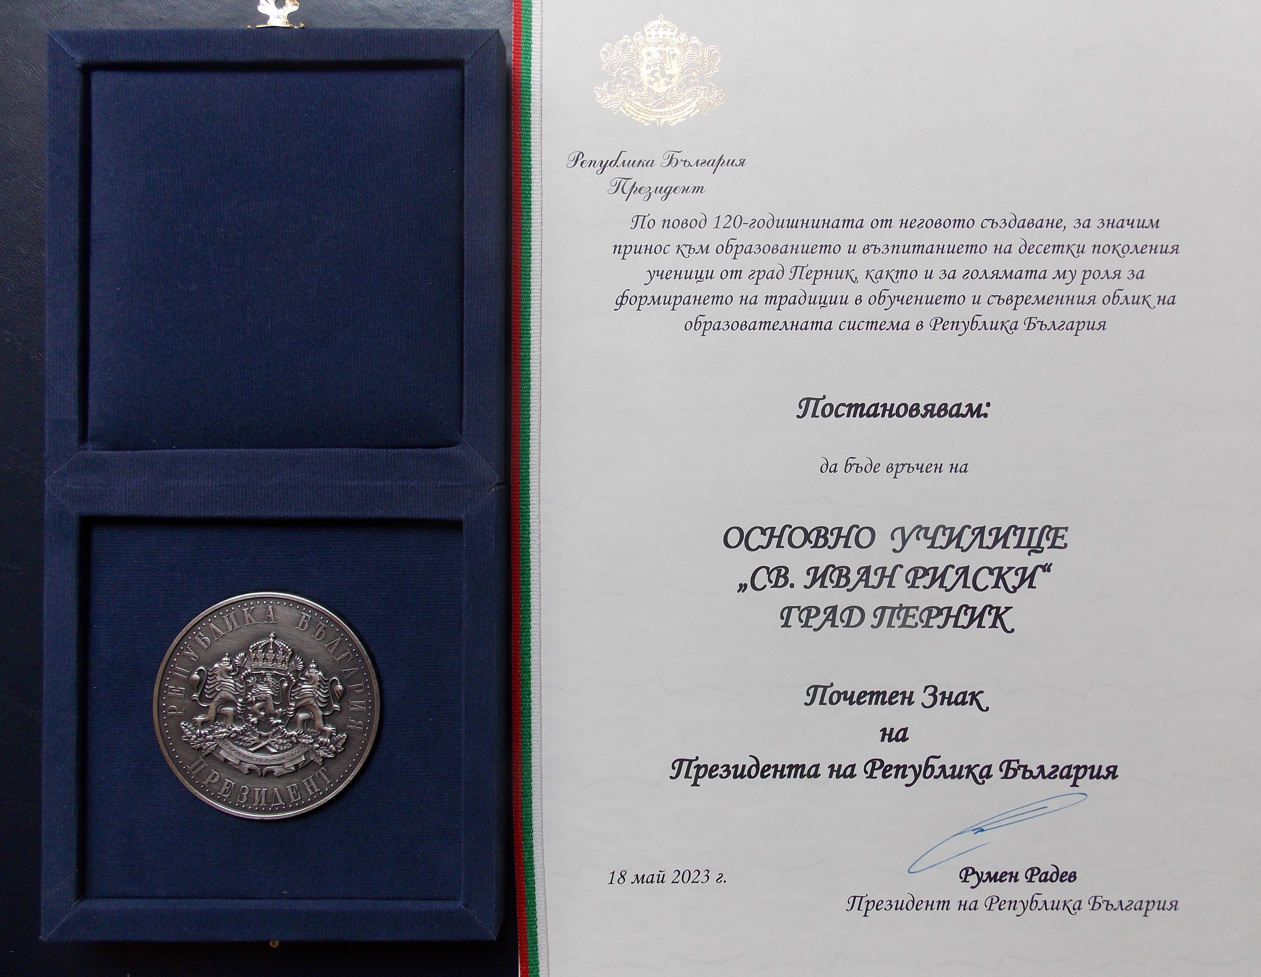 РЕПУБЛИКА БЪЛГАРИЯ
ПРЕЗИДЕНТ
Република България
Президент
По повод 120-годишнината от неговото създаване, за значим
принос към образованието и възпитанието на десетки поколения
ученици от град Перник, както и за голямата му роля за
формирането на традиции в обучението и съвременния облик на
образователната система в Република България
Постановявам:
да бъде връчен на
ОСНОВНО УЧИЛИЩЕ
„СВ. ИВАН РИЛСКИ“
ГРАД ПЕРНИК
Почетен Знак
на
Президента на Република България
18 май 2023 г.
Румен Радев
Президент на Република България